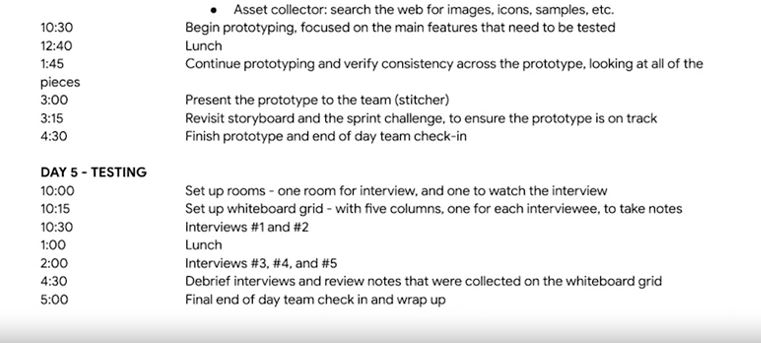 ● Asset collector: search the web for images, icons, samples, etc.
10:30 Begin prototyping, focused on the main features that need to be tested
12:40 Lunch
1:45 Continue prototyping and verify consistency across the prototype, looking at all of the
pieces
3:00 Present the prototype to the team (stitcher)
3:15 Revisit storyboard and the sprint challenge, to ensure the prototype is on track
4:30 Finish prototype and end of day team check-in
DAY 5 - TESTING
10:00 Set up rooms - one room for interview, and one to watch the interview
10:15 Set up whiteboard grid - with five columns, one for each interviewee, to take notes
10:30 Interviews #1 and #2
1:00 Lunch
2:00 Interviews #3, #4, and #5
4:30 Debrief interviews and review notes that were collected on the whiteboard grid
5:00 Final end of day team check in and wrap up